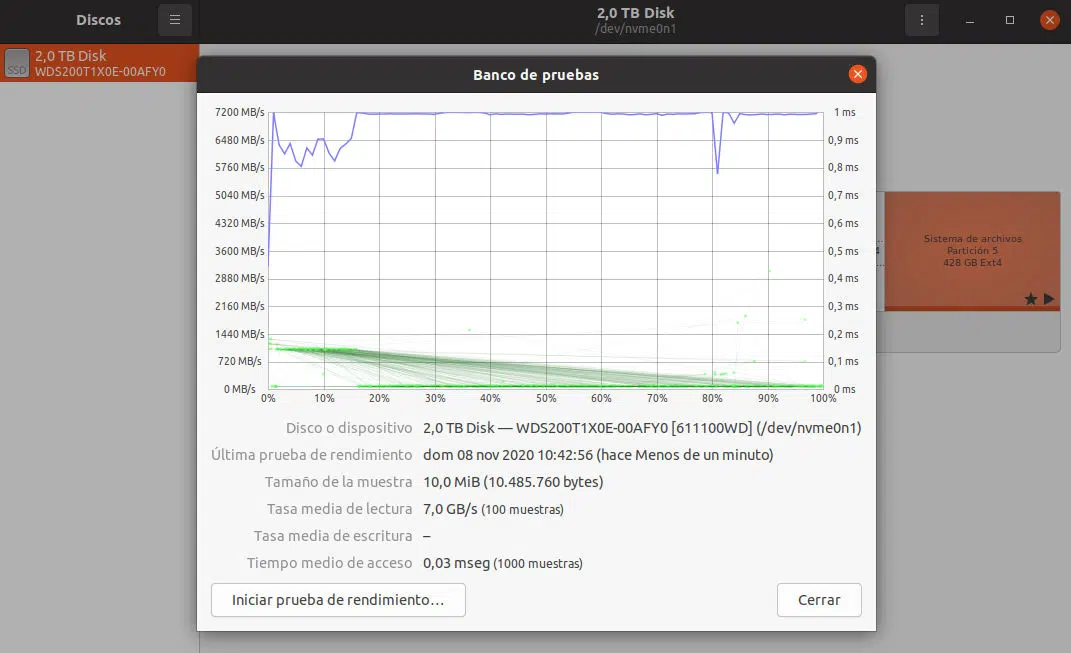 Discos
2,0 TB Disk
/dev/nvme0n1
SSD
2,0 TB Disk
WDS200T1X0E-00AFY0
Banco de pruebas
7200 MB/s
6480 MB/s
5760 MB/s
5040 MB/s
4320 MB/s
3600 MB/s
2880 MB/s
2160 MB/s
1440 MB/s
720 MB/s
0 MB/s
1 ms
0,9 ms
0,8 ms
0,7 ms
0,6 ms
0,5 ms
0,4 ms
0,3 ms
0,2 ms
0,1 ms
0 ms
0% 10% 20% 30% 40% 50% 60% 70% 80% 90% 100%
Sistema de archivos
Partición 5
428 GB Ext4
Disco o dispositivo 2,0 TB Disk — WDS200T1X0E-00AFY0 [611100WD] (/dev/nvme0n1)
Última prueba de rendimiento dom 08 nov 2020 10:42:56 (hace Menos de un minuto)
Tamaño de la muestra 10,0 MiB (10.485.760 bytes)
Tasa media de lectura 7,0 GB/s (100 muestras)
Tasa media de escritura –
Tiempo medio de acceso 0,03 mseg (1000 muestras)
Iniciar prueba de rendimiento… Cerrar